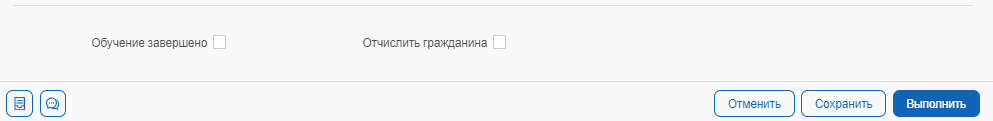 Обучение завершено Отчислить гражданина
Отменить Сохранить Выполнить